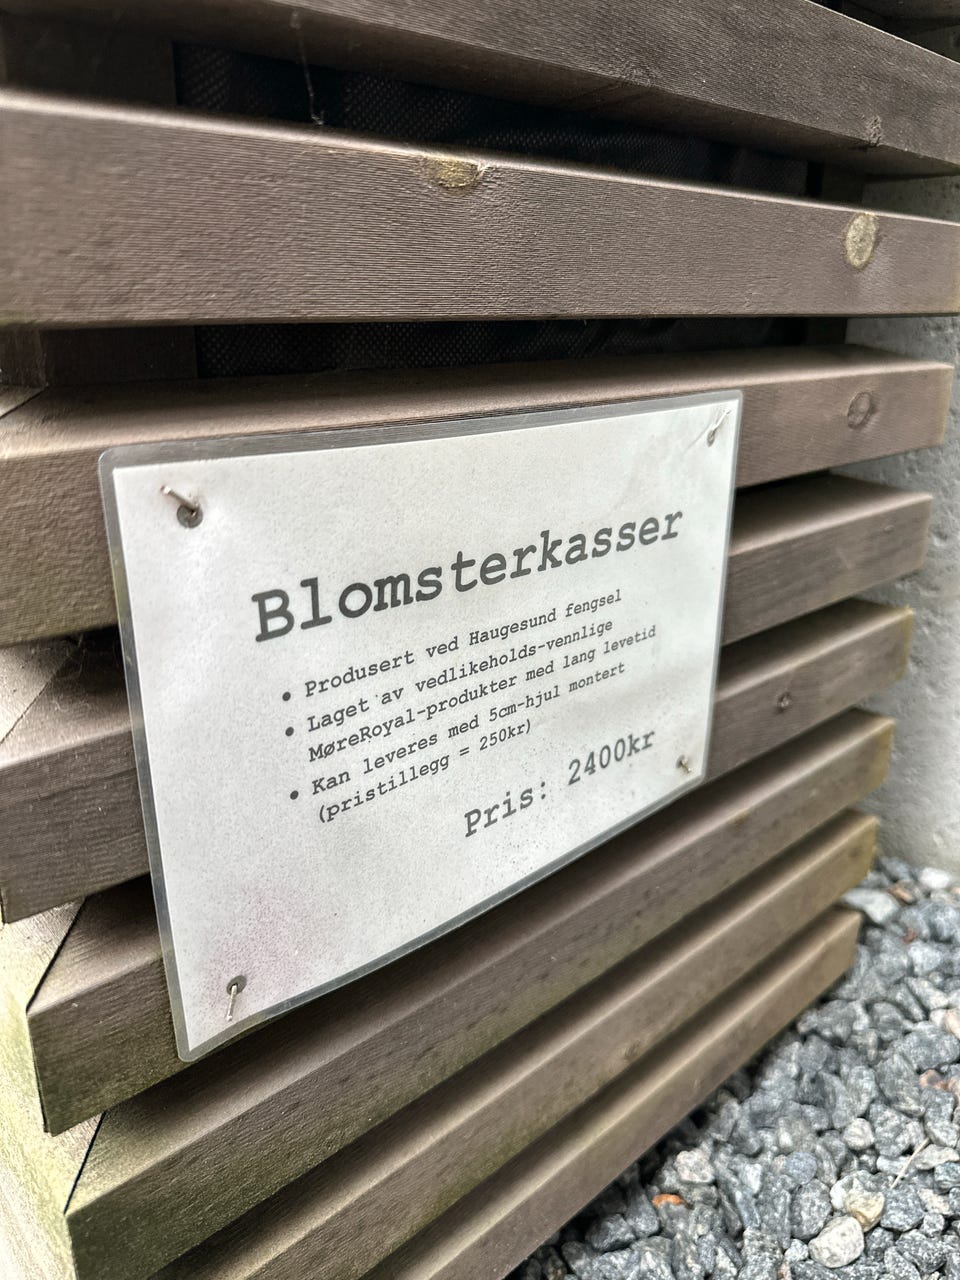 Blomsterkasser
• Produsert ved Haugesund fengsel
• Laget av vedlikeholds-vennlige
MøreRoyal-produkter med lang levetid
• Kan leveres med 5cm-hjul montert
(pristillegg = 250kr)
Pris: 2400kr